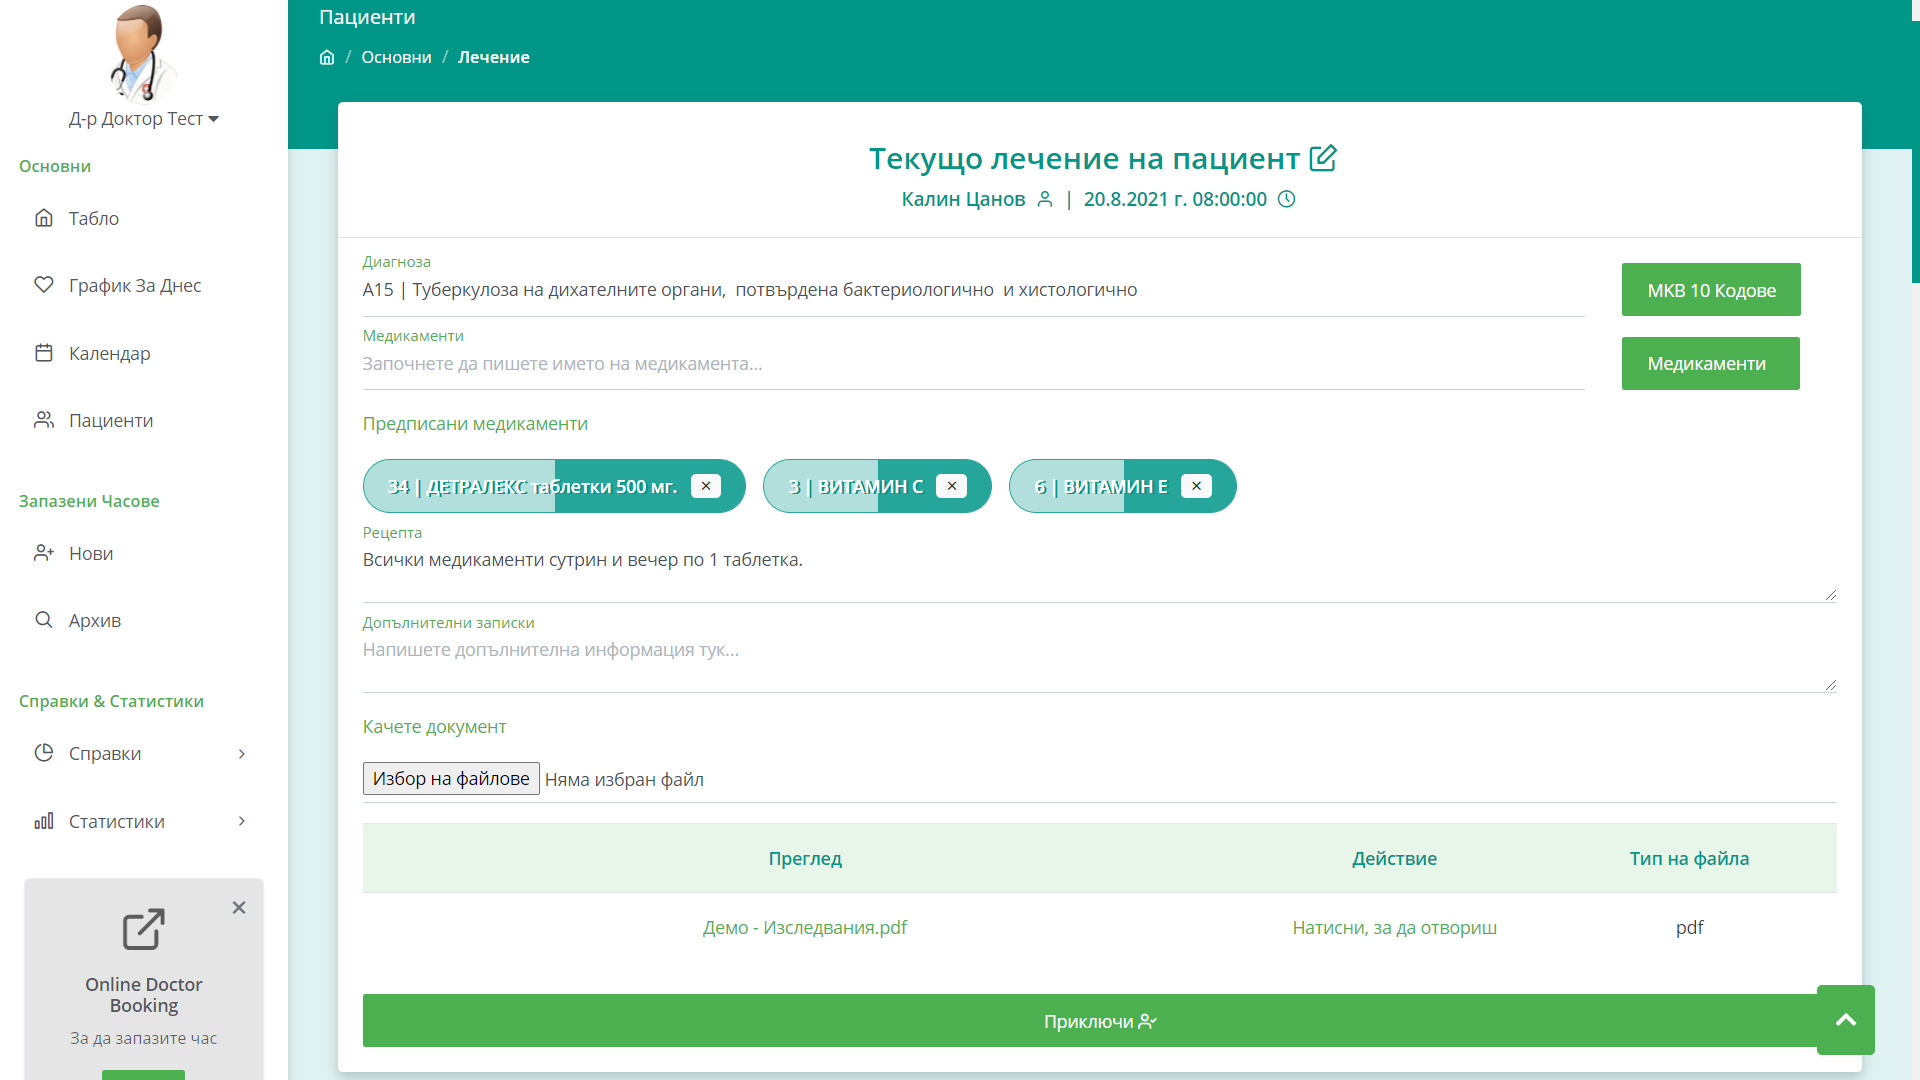 Д-р Доктор Тест
Основни
Табло
График За Днес
Календар
Пациенти
Запазени Часове
Нови
Архив
Справки & Статистики
Справки
Статистики
Online Doctor
Booking
За да запазите час
Пациенти
/ Основни / Лечение
Текущо лечение на пациент
Калин Цанов | 20.8.2021 г. 08:00:00
Диагноза
A15 | Туберкулоза на дихателните органи, потвърдена бактериологично и хистологично
МКВ 10 Кодове
Медикаменти
Започнете да пишете името на медикамента...
Медикаменти
Предписани медикаменти
34 | ДЕТРАЛЕКС таблетки 500 мг. ×
3 | ВИТАМИН C ×
6 | ВИТАМИН E ×
Рецепта
Всички медикаменти сутрин и вечер по 1 таблетка.
Допълнителни записки
Напишете допълнителна информация тук...
Качете документ
Избор на файлове Няма избран файл
Преглед Действие Тип на файла
Демо - Изследвания.pdf Натисни, за да отвориш pdf
Приключи